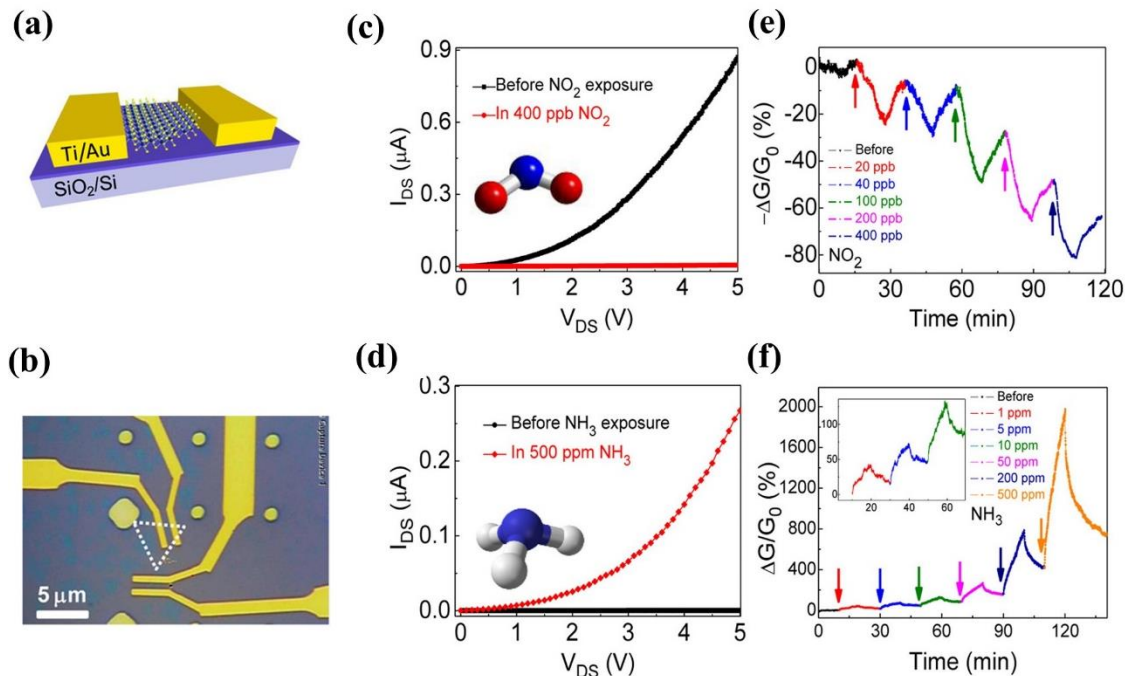 (a)
Ti/Au
SiO2/Si
(b)
5 μm
(c)
0.9
0.6
0.3
0.0
IDS (μA)
Before NO2 exposure
In 400 ppb NO2
0 1 2 3 4 5
VDS (V)
(d)
0.3
0.2
0.1
0.0
IDS (μA)
Before NH3 exposure
In 500 ppm NH3
0 1 2 3 4 5
VDS (V)
(e)
0
-20
-40
-60
-80
−ΔG/G0 (%)
Before
20 ppb
40 ppb
100 ppb
200 ppb
400 ppb
NO2
0 30 60 90 120
Time (min)
(f)
2000
1600
1200
800
400
0
ΔG/G0 (%)
100
50
0
20 40 60
Before
1 ppm
5 ppm
10 ppm
50 ppm
200 ppm
500 ppm
NH3
0 30 60 90 120
Time (min)